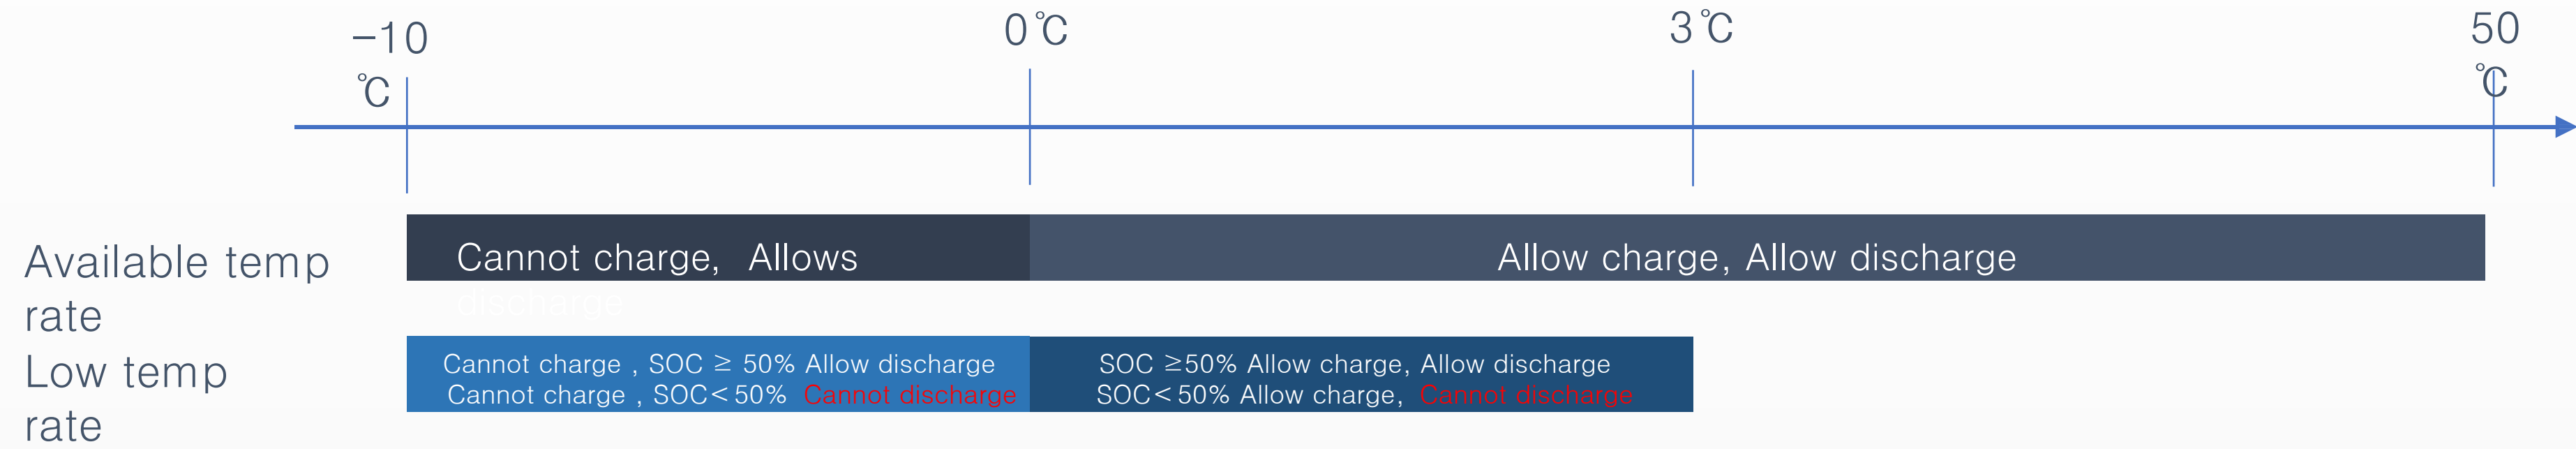 −10
℃
0℃
3℃
50
℃
Available temp
rate
Cannot charge,  Allows
discharge
Allow charge, Allow discharge
Low temp
rate
Cannot charge , SOC ≥ 50% Allow discharge
Cannot charge , SOC<50%  Cannot discharge
SOC ≥50% Allow charge, Allow discharge
SOC<50% Allow charge,  Cannot discharge